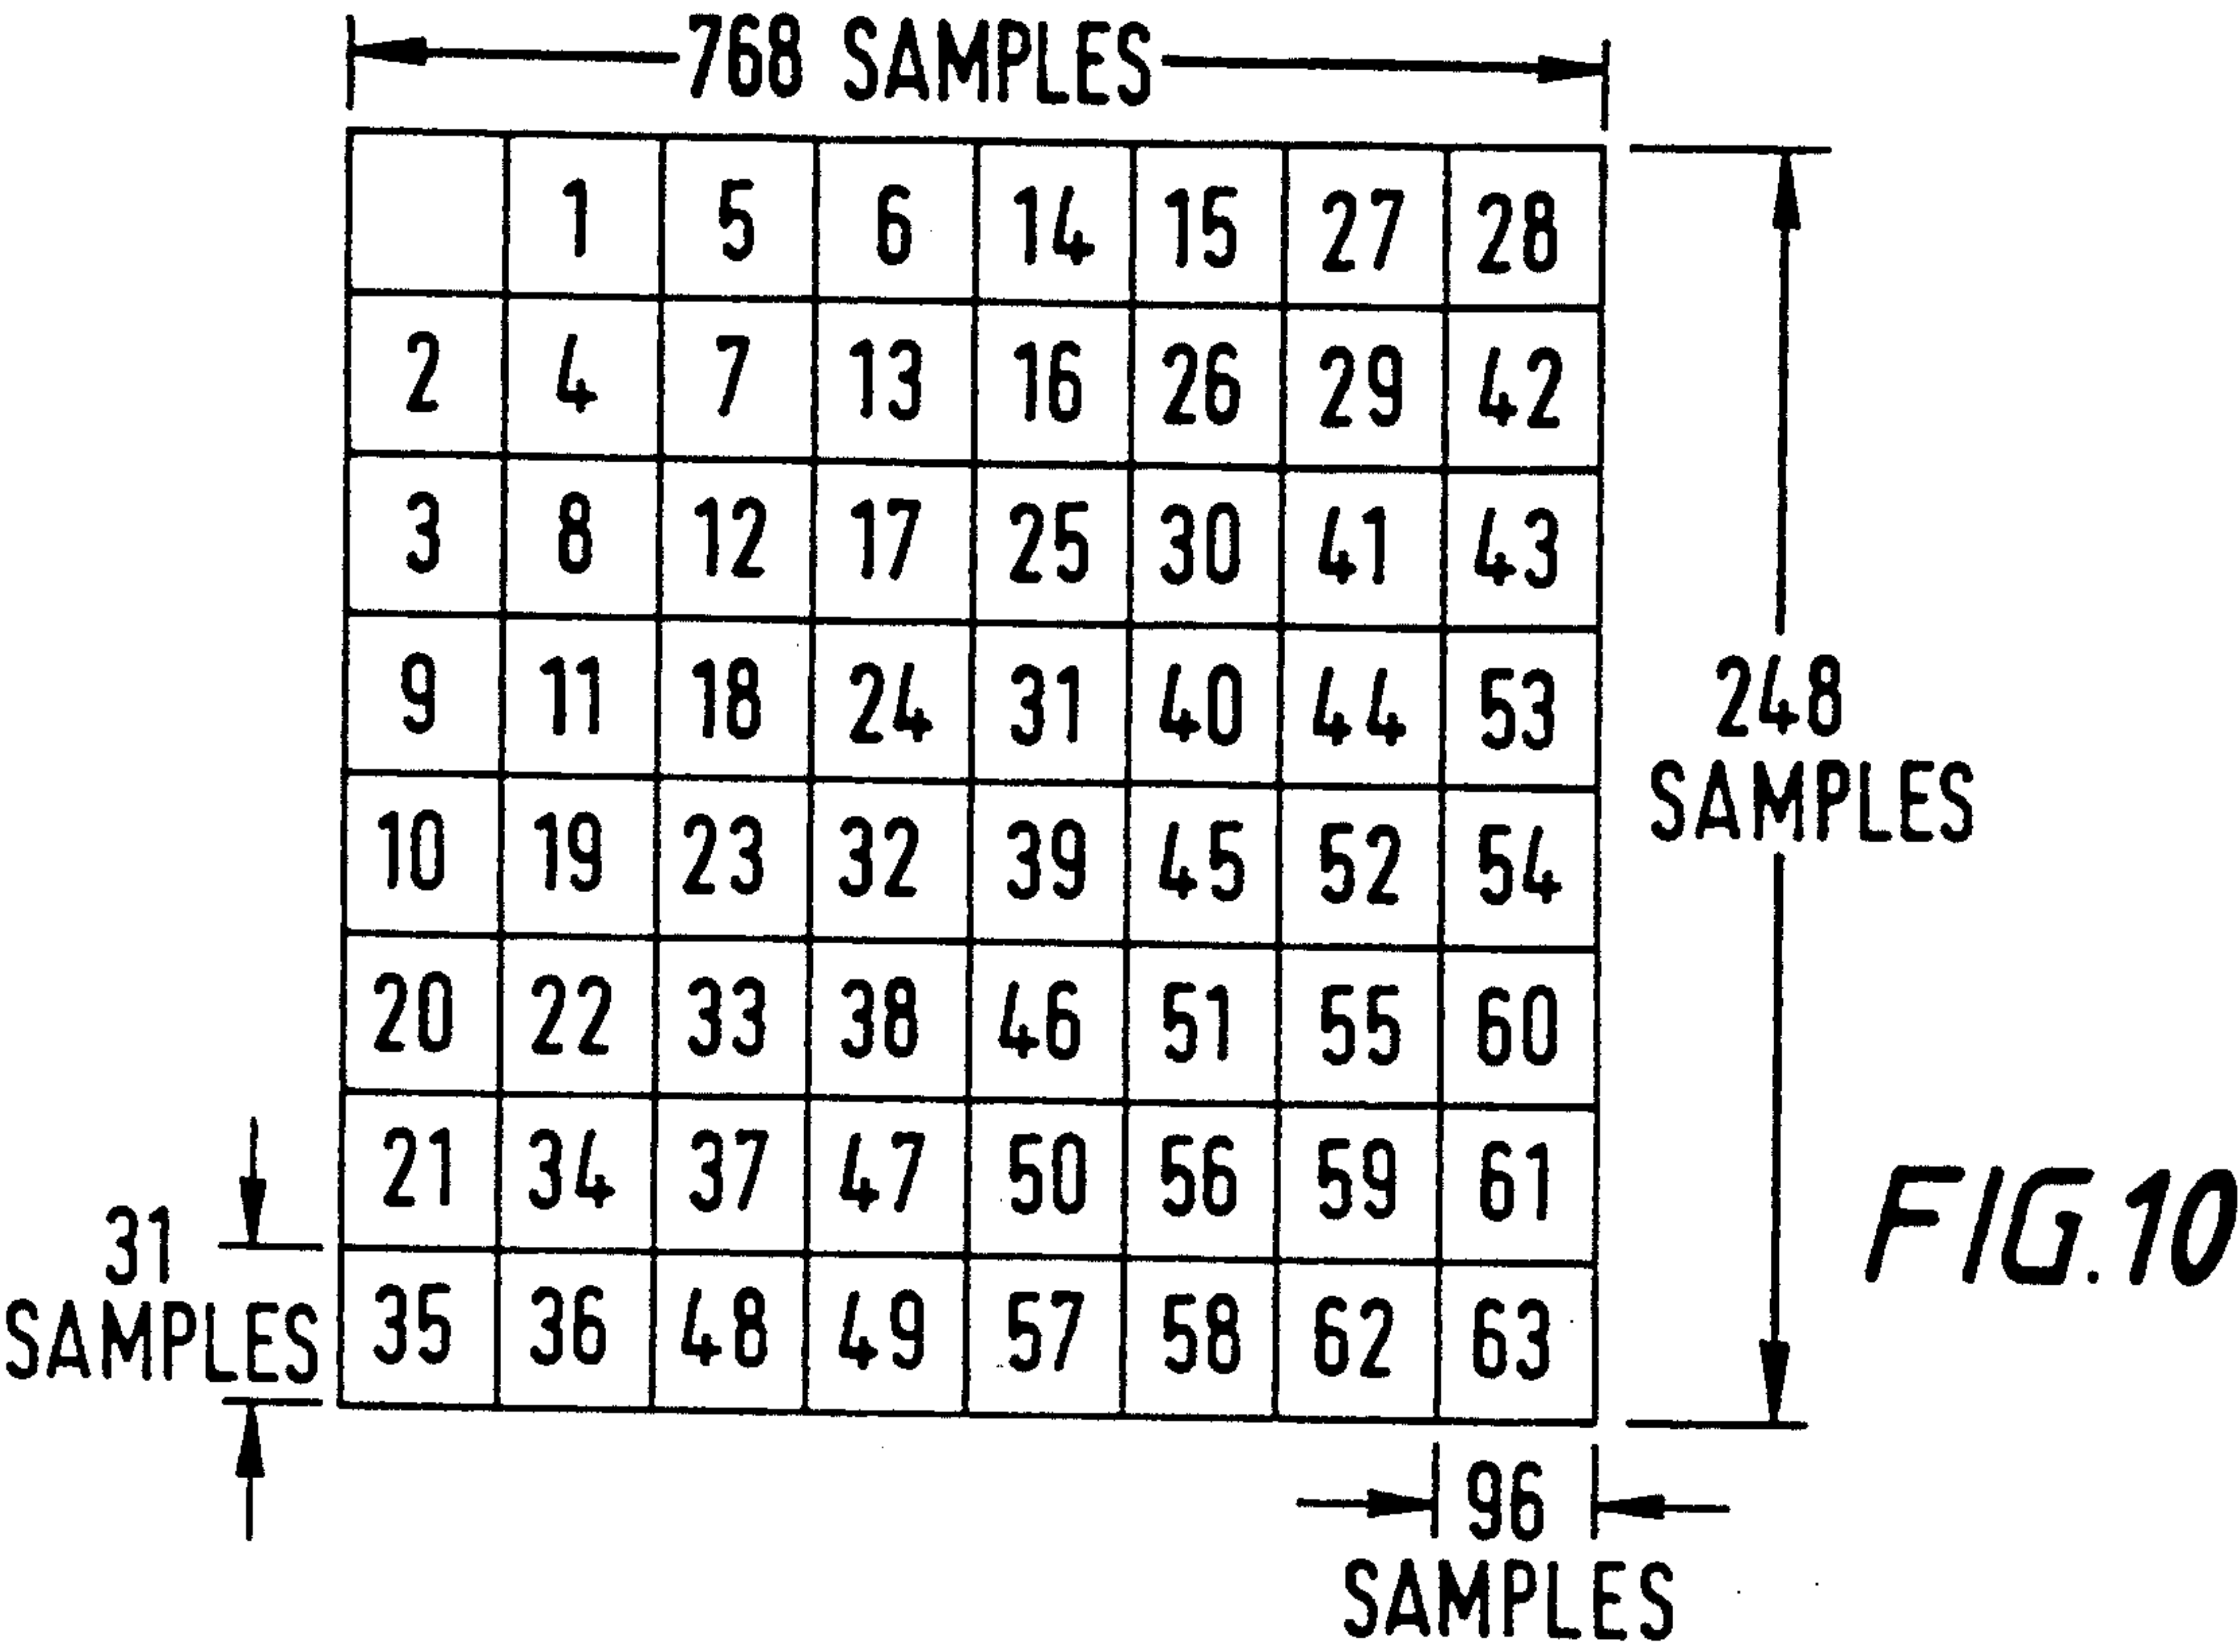 768 SAMPLES
1 5 6 14 15 27 28
2 4 7 13 16 26 29 42
3 8 12 17 25 30 41 43
9 11 18 24 31 40 44 53
248
SAMPLES
10 19 23 32 39 45 52 54
20 22 33 38 46 51 55 60
21 34 37 47 50 56 59 61
FIG.10
31
SAMPLES
35 36 48 49 57 58 62 63
96
SAMPLES